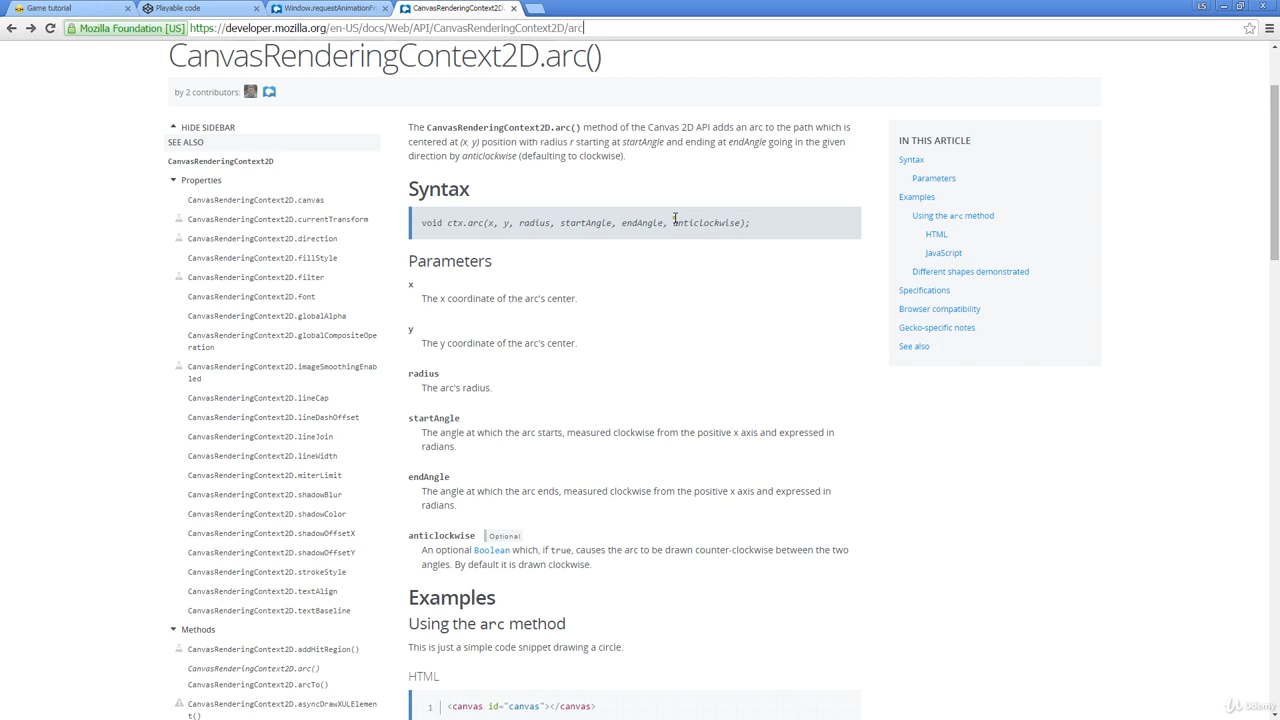 Game tutorial
Playable code
Window.requestAnimationFr
CanvasRenderingContext2D.
LS
Mozilla Foundation [US]
https://developer.mozilla.org/en-US/docs/Web/API/CanvasRenderingContext2D/arc
CanvasRenderingContext2D.arc()
by 2 contributors:
HIDE SIDEBAR
SEE ALSO
CanvasRenderingContext2D
Properties
CanvasRenderingContext2D.canvas
CanvasRenderingContext2D.currentTransform
CanvasRenderingContext2D.direction
CanvasRenderingContext2D.fillStyle
CanvasRenderingContext2D.filter
CanvasRenderingContext2D.font
CanvasRenderingContext2D.globalAlpha
CanvasRenderingContext2D.globalCompositeOpe
ration
CanvasRenderingContext2D.imageSmoothingEnab
led
CanvasRenderingContext2D.lineCap
CanvasRenderingContext2D.lineDashOffset
CanvasRenderingContext2D.lineJoin
CanvasRenderingContext2D.lineWidth
CanvasRenderingContext2D.miterLimit
CanvasRenderingContext2D.shadowBlur
CanvasRenderingContext2D.shadowColor
CanvasRenderingContext2D.shadowOffsetX
CanvasRenderingContext2D.shadowOffsetY
CanvasRenderingContext2D.strokeStyle
CanvasRenderingContext2D.textAlign
CanvasRenderingContext2D.textBaseline
Methods
CanvasRenderingContext2D.addHitRegion()
CanvasRenderingContext2D.arc()
CanvasRenderingContext2D.arcTo()
CanvasRenderingContext2D.asyncDrawXULElemen
t()
The CanvasRenderingContext2D.arc() method of the Canvas 2D API adds an arc to the path which is
centered at (x, y) position with radius r starting at startAngle and ending at endAngle going in the given
direction by anticlockwise (defaulting to clockwise).
Syntax
void ctx.arc(x, y, radius, startAngle, endAngle, anticlockwise);
Parameters
x
The x coordinate of the arc's center.
y
The y coordinate of the arc's center.
radius
The arc's radius.
startAngle
The angle at which the arc starts, measured clockwise from the positive x axis and expressed in
radians.
endAngle
The angle at which the arc ends, measured clockwise from the positive x axis and expressed in
radians.
anticlockwise Optional
An optional Boolean which, if true, causes the arc to be drawn counter-clockwise between the two
angles. By default it is drawn clockwise.
Examples
Using the arc method
This is just a simple code snippet drawing a circle.
HTML
1 <canvas id="canvas"></canvas>
IN THIS ARTICLE
Syntax
Parameters
Examples
Using the arc method
HTML
JavaScript
Different shapes demonstrated
Specifications
Browser compatibility
Gecko-specific notes
See also
Udemy